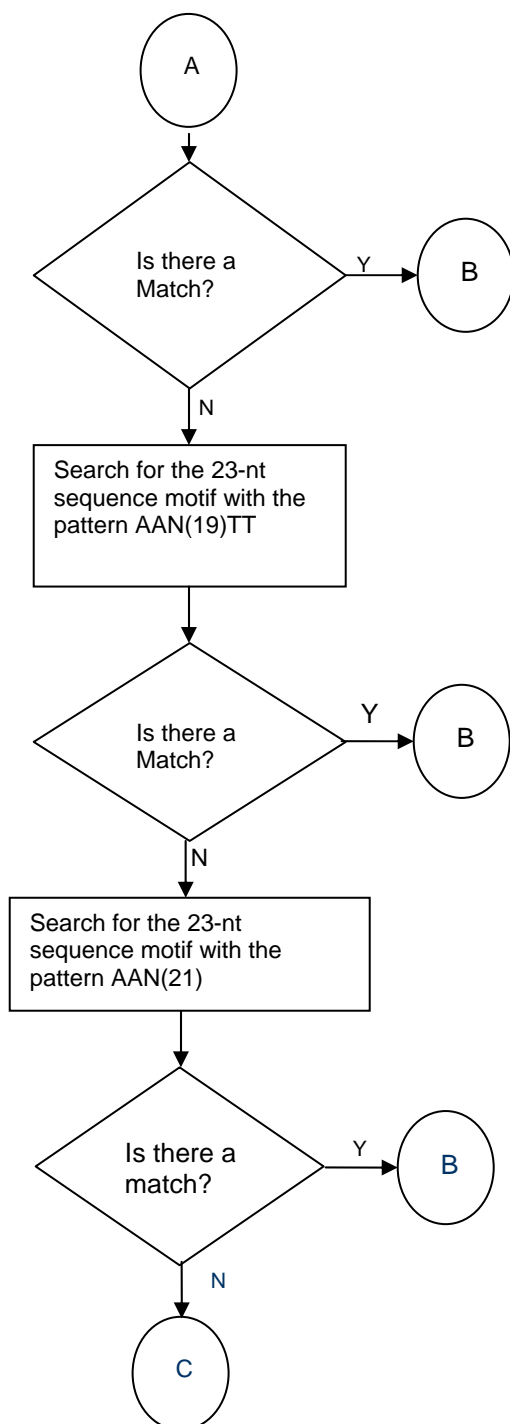 A
Is there a
Match?
Y
B
N
Search for the 23-nt
sequence motif with the
pattern AAN(19)TT
Is there a
Match?
Y
B
N
Search for the 23-nt
sequence motif with the
pattern AAN(21)
Is there a
match?
Y
B
N
C